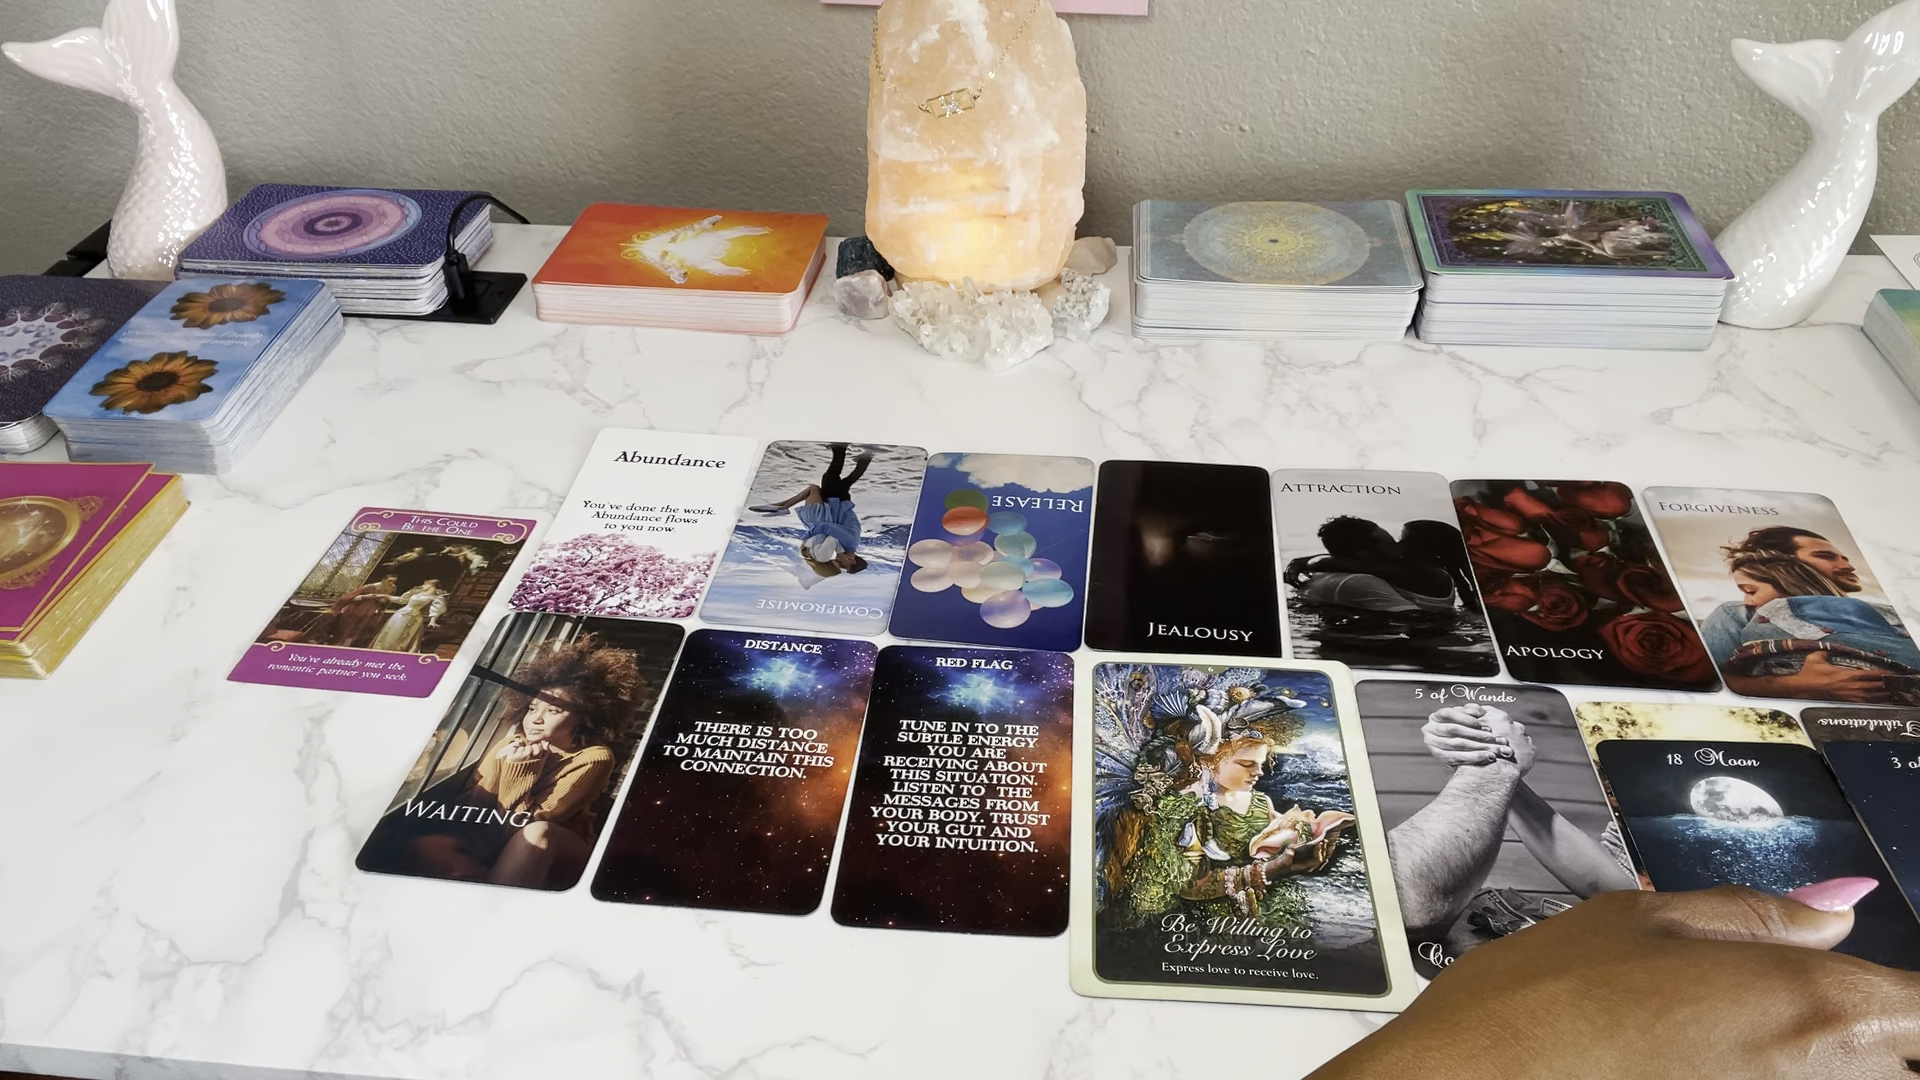 THIS COULD
BE THE ONE
You've already met the
romantic partner you seek.
Abundance
You've done the work.
Abundance flows
to you now.
COMPROMISE
RELEASE
JEALOUSY
ATTRACTION
APOLOGY
FORGIVENESS
WAITING
DISTANCE
THERE IS TOO
MUCH DISTANCE
TO MAINTAIN THIS
CONNECTION.
RED FLAG
TUNE IN TO THE
SUBTLE ENERGY
YOU ARE
RECEIVING ABOUT
THIS SITUATION.
LISTEN TO THE
MESSAGES FROM
YOUR BODY. TRUST
YOUR GUT AND
YOUR INTUITION.
Be Willing to
Express Love
Express love to receive love.
5 of Wands
18 Moon
3 o